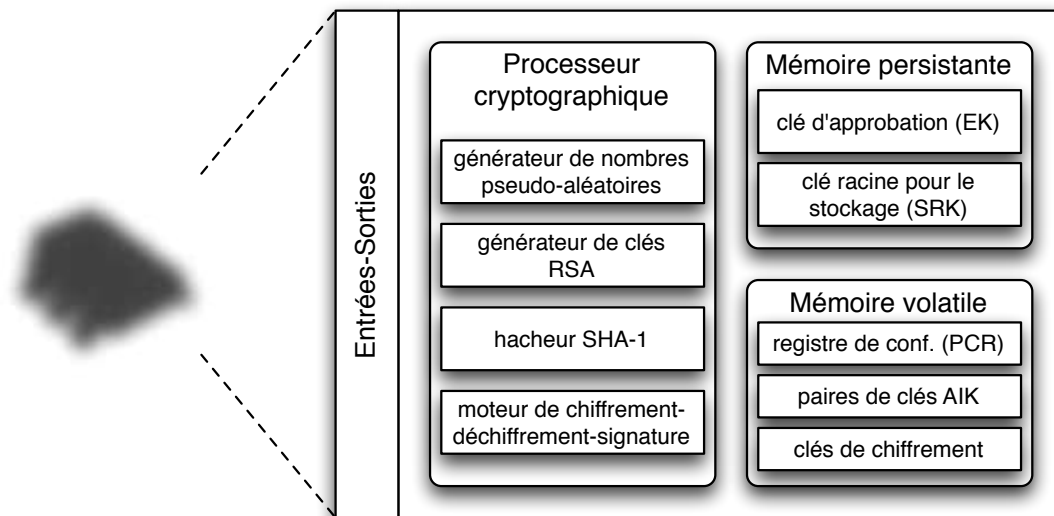 Entrées-Sorties
Processeur
cryptographique
générateur de nombres
pseudo-aléatoires
générateur de clés
RSA
hacheur SHA-1
moteur de chiffrement-
déchiffrement-signature
Mémoire persistante
clé d'approbation (EK)
clé racine pour le
stockage (SRK)
Mémoire volatile
registre de conf. (PCR)
paires de clés AIK
clés de chiffrement